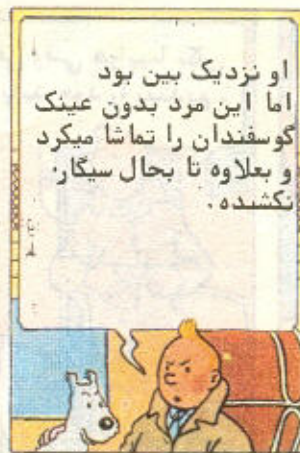 او نزدیک بین بود
اما این مرد بدون عینک
گوسفندان را تماشا میکرد
و بعلاوه تا بحال سیگار
نکشیده .